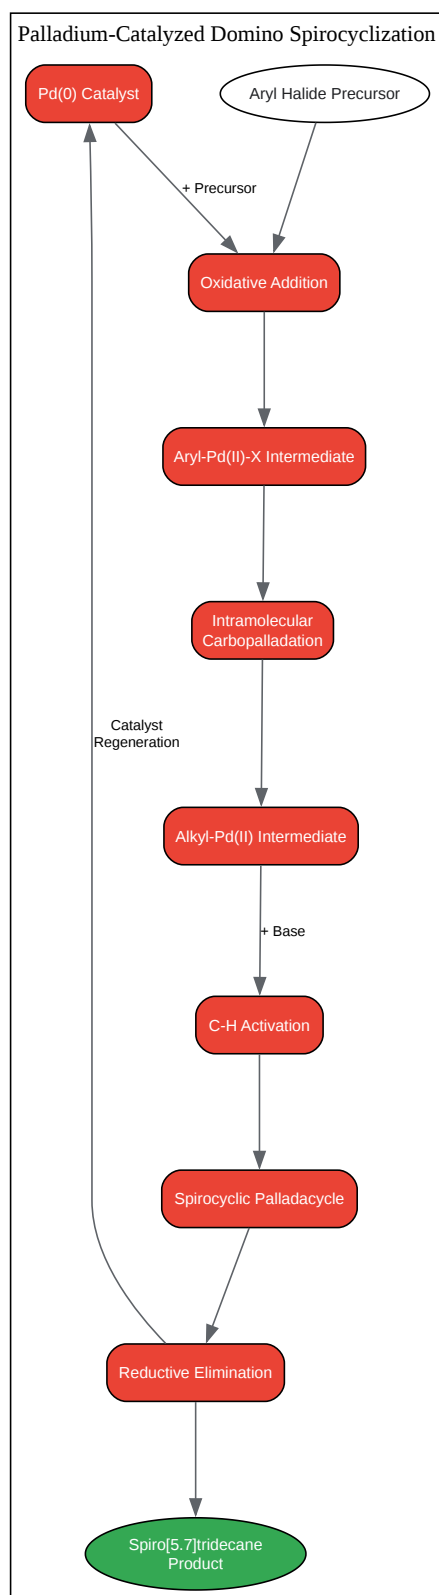 Palladium-Catalyzed Domino Spirocyclization
Pd(0) Catalyst
Aryl Halide Precursor
+ Precursor
Oxidative Addition
Aryl-Pd(II)-X Intermediate
Intramolecular
Carbopalladation
Catalyst
Regeneration
Alkyl-Pd(II) Intermediate
+ Base
C-H Activation
Spirocyclic Palladacycle
Reductive Elimination
Spiro[5.7]tridecane
Product